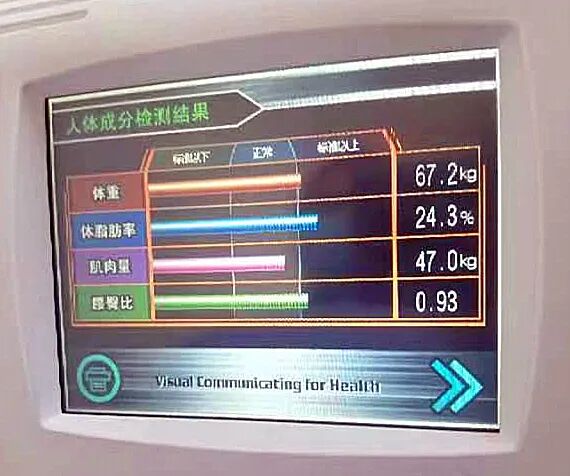 人体成分检测结果
标准以下 正常 标准以上
体重 67.2kg
体脂肪率 24.3%
肌肉量 47.0kg
腰臀比 0.93
Visual Communicating for Health